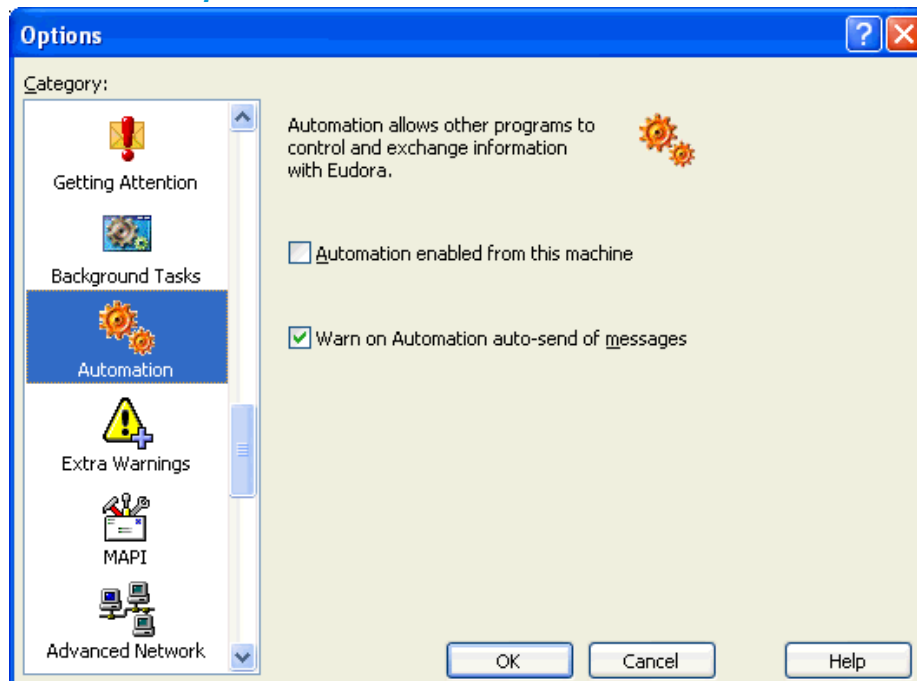 Options
Category:
Getting Attention
Background Tasks
Automation
Extra Warnings
MAPI
Advanced Network
Automation allows other programs to
control and exchange information
with Eudora.
Automation enabled from this machine
Warn on Automation auto-send of messages
OK
Cancel
Help